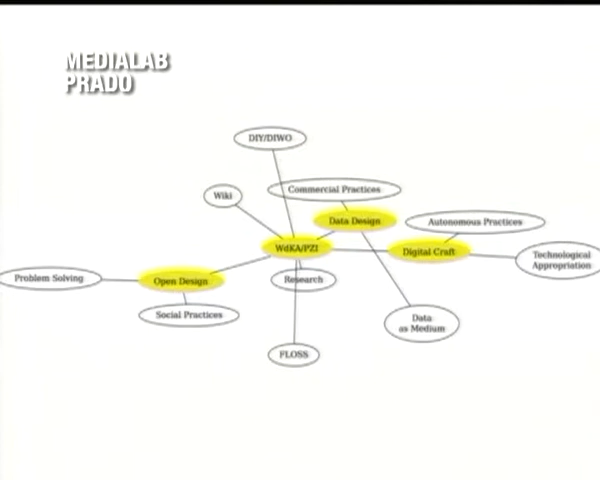 MEDIALAB
PRADO
DIY/DIWO
Commercial Practices
Wiki
Data Design
Autonomous Practices
WdKA/PZI
Digital Craft
Technological
Appropriation
Problem Solving
Open Design
Research
Social Practices
Data
as Medium
FLOSS